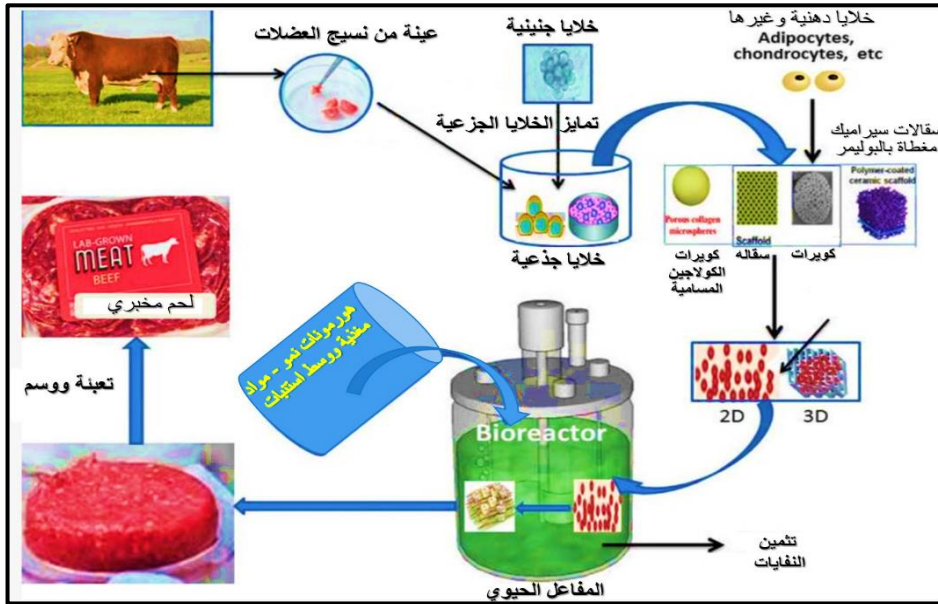 عينة من نسيج العضلات
خلايا جنينية
خلايا دهنية وغيرها
Adipocytes,
chondrocytes, etc
تمايز الخلايا الجزعية
سقالات سيراميك
مغطاة بالبوليمر
Polymer-coated
ceramic scaffold
Porous collagen
microspheres
Scaffold
سقاله
كويرات
كويرات
الكولاجين
المسامية
خلايا جذعية
LAB-GROWN
MEAT
BEEF
لحم مخبري
هورمونات نمو - مواد
مغذية ووسط استنبات
تعبئة ووسم
2D
3D
Bioreactor
تثمين
النفايات
المفاعل الحيوي